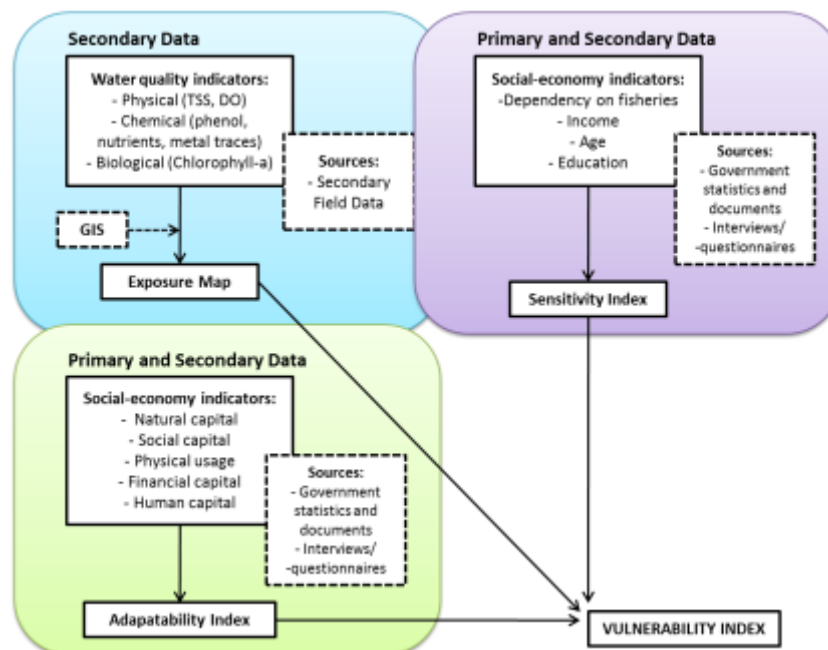 Secondary Data
Water quality indicators:
- Physical (TSS, DO)
- Chemical (phenol,
nutrients, metal traces)
- Biological (Chlorophyll-a)
Sources:
- Secondary
Field Data
GIS
Exposure Map
Primary and Secondary Data
Social-economy indicators:
-Dependency on fisheries
- Income
- Age
- Education
Sources:
- Government
statistics and
documents
- Interviews/
-questionnaires
Sensitivity Index
Primary and Secondary Data
Social-economy indicators:
- Natural capital
- Social capital
- Physical usage
- Financial capital
- Human capital
Sources:
- Government
statistics and
documents
- Interviews/
-questionnaires
Adapatability Index
VULNERABILITY INDEX